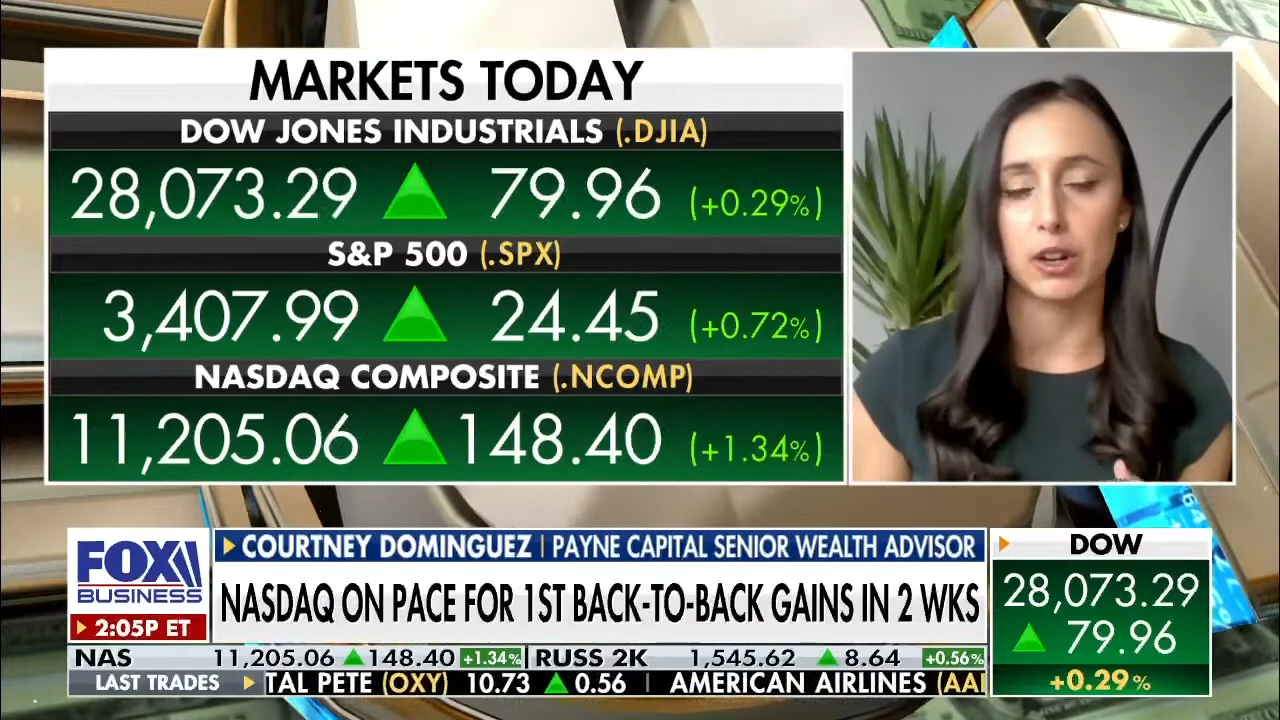 MARKETS TODAY
DOW JONES INDUSTRIALS (.DJIA)
28,073.29 ▲ 79.96 (+0.29%)
S&P 500 (.SPX)
3,407.99 ▲ 24.45 (+0.72%)
NASDAQ COMPOSITE (.NCOMP)
11,205.06 ▲ 148.40 (+1.34%)
FOX
BUSINESS
2:05P ET
COURTNEY DOMINGUEZ | PAYNE CAPITAL SENIOR WEALTH ADVISOR
NASDAQ ON PACE FOR 1ST BACK-TO-BACK GAINS IN 2 WKS
DOW
28,073.29
▲ 79.96
+0.29%
NAS 11,205.06 ▲ 148.40 +1.34% RUSS 2K 1,545.62 ▲ 8.64 +0.56%
LAST TRADES TAL PETE (OXY) 10.73 ▲ 0.56 | AMERICAN AIRLINES (AAL